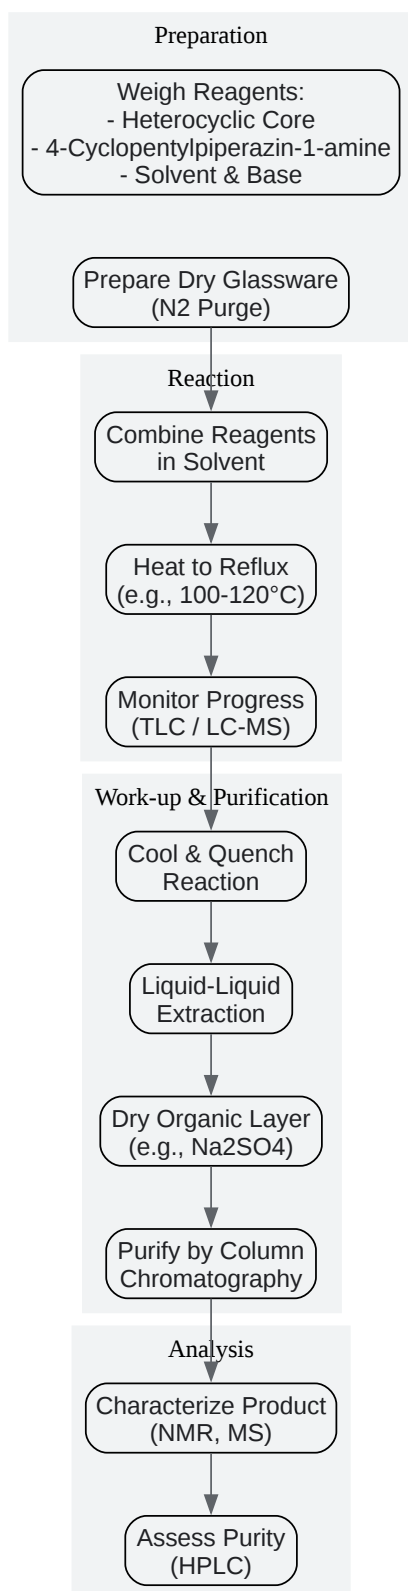 Preparation
Weigh Reagents:
- Heterocyclic Core
- 4-Cyclopentylpiperazin-1-amine
- Solvent & Base
Prepare Dry Glassware
(N2 Purge)
Reaction
Combine Reagents
in Solvent
Heat to Reflux
(e.g., 100-120°C)
Monitor Progress
(TLC / LC-MS)
Work-up & Purification
Cool & Quench
Reaction
Liquid-Liquid
Extraction
Dry Organic Layer
(e.g., Na2SO4)
Purify by Column
Chromatography
Analysis
Characterize Product
(NMR, MS)
Assess Purity
(HPLC)